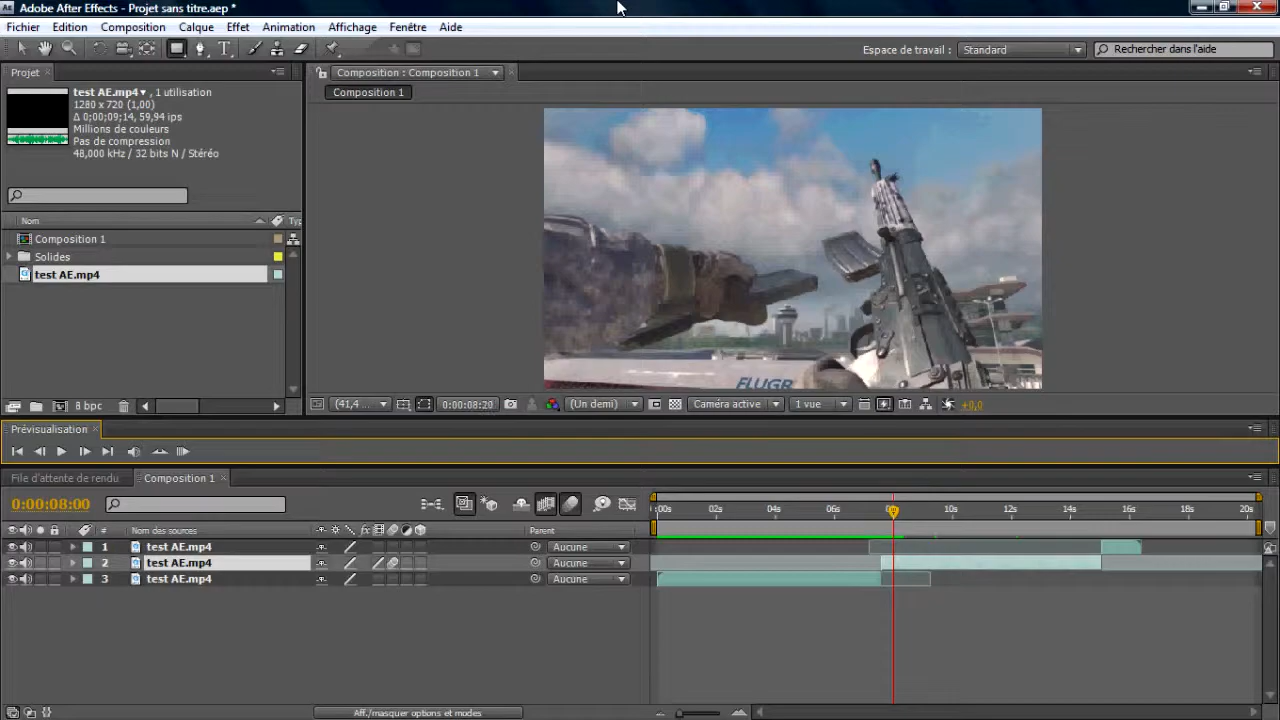 Adobe After Effects - Projet sans titre.aep *
Fichier Edition Composition Calque Effet Animation Affichage Fenêtre Aide
Espace de travail : Standard Rechercher dans l'aide
Projet
Composition : Composition 1
Composition 1
test AE.mp4 , 1 utilisation
1280 x 720 (1,00)
Δ 0;00;09;14, 59,94 ips
Millions de couleurs
Pas de compression
48,000 kHz / 32 bits N / Stéréo
Nom Typ
Composition 1
Solides
test AE.mp4
FLUGR
8 bpc
(41,4... 0:00:08:20 (Un demi) Caméra active 1 vue +0,0
Prévisualisation
File d'attente de rendu Composition 1
0:00:08:00
:00s 02s 04s 06s 10s 12s 14s 16s 18s 20s
# Nom des sources fx Parent
1 test AE.mp4 Aucune
2 test AE.mp4 Aucune
3 test AE.mp4 Aucune
Aff./masquer options et modes